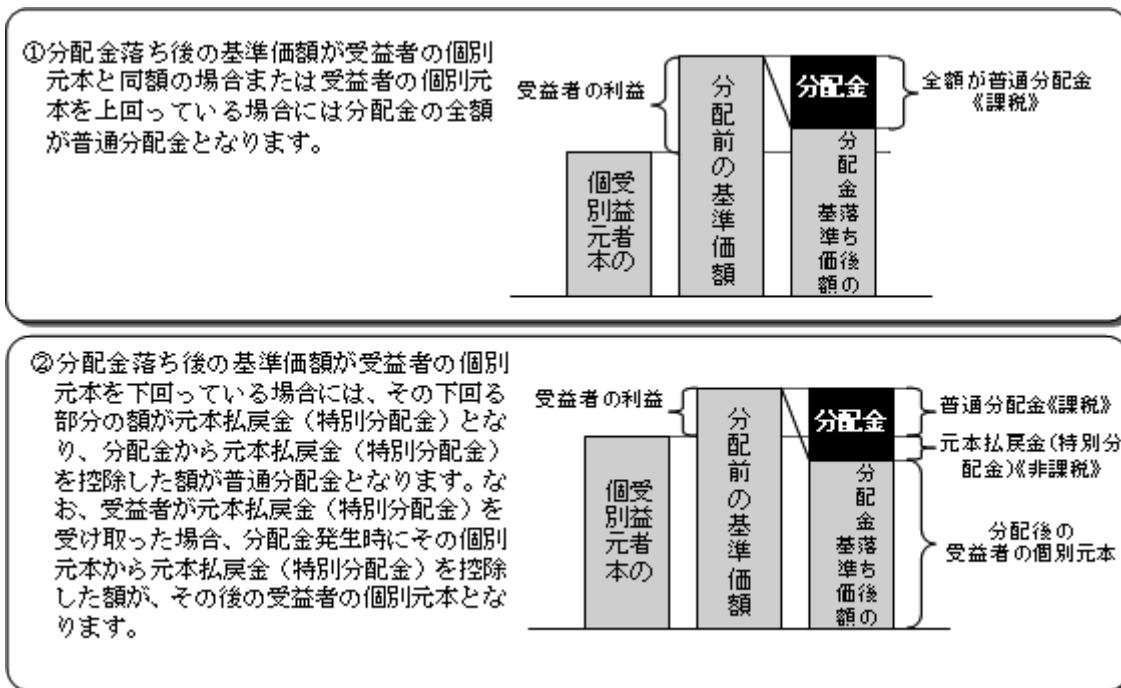 ①分配金落ち後の基準価額が受益者の個別
元本と同額の場合または受益者の個別元
本を上回っている場合には分配金の全額
が普通分配金となります。
受益者の利益
受益者の
個別元本
分配前の基準価額
分配金
分配金落ち後の
基準価額
全額が普通分配金
《課税》
②分配金落ち後の基準価額が受益者の個別
元本を下回っている場合には、その下回る
部分の額が元本払戻金（特別分配金）とな
り、分配金から元本払戻金（特別分配金）
を控除した額が普通分配金となります。な
お、受益者が元本払戻金（特別分配金）を
受け取った場合、分配金発生時にその個別
元本から元本払戻金（特別分配金）を控除
した額が、その後の受益者の個別元本とな
ります。
受益者の利益
受益者の
個別元本
分配前の基準価額
分配金
分配金落ち後の
基準価額
普通分配金《課税》
元本払戻金(特別分
配金)《非課税》
分配後の
受益者の個別元本